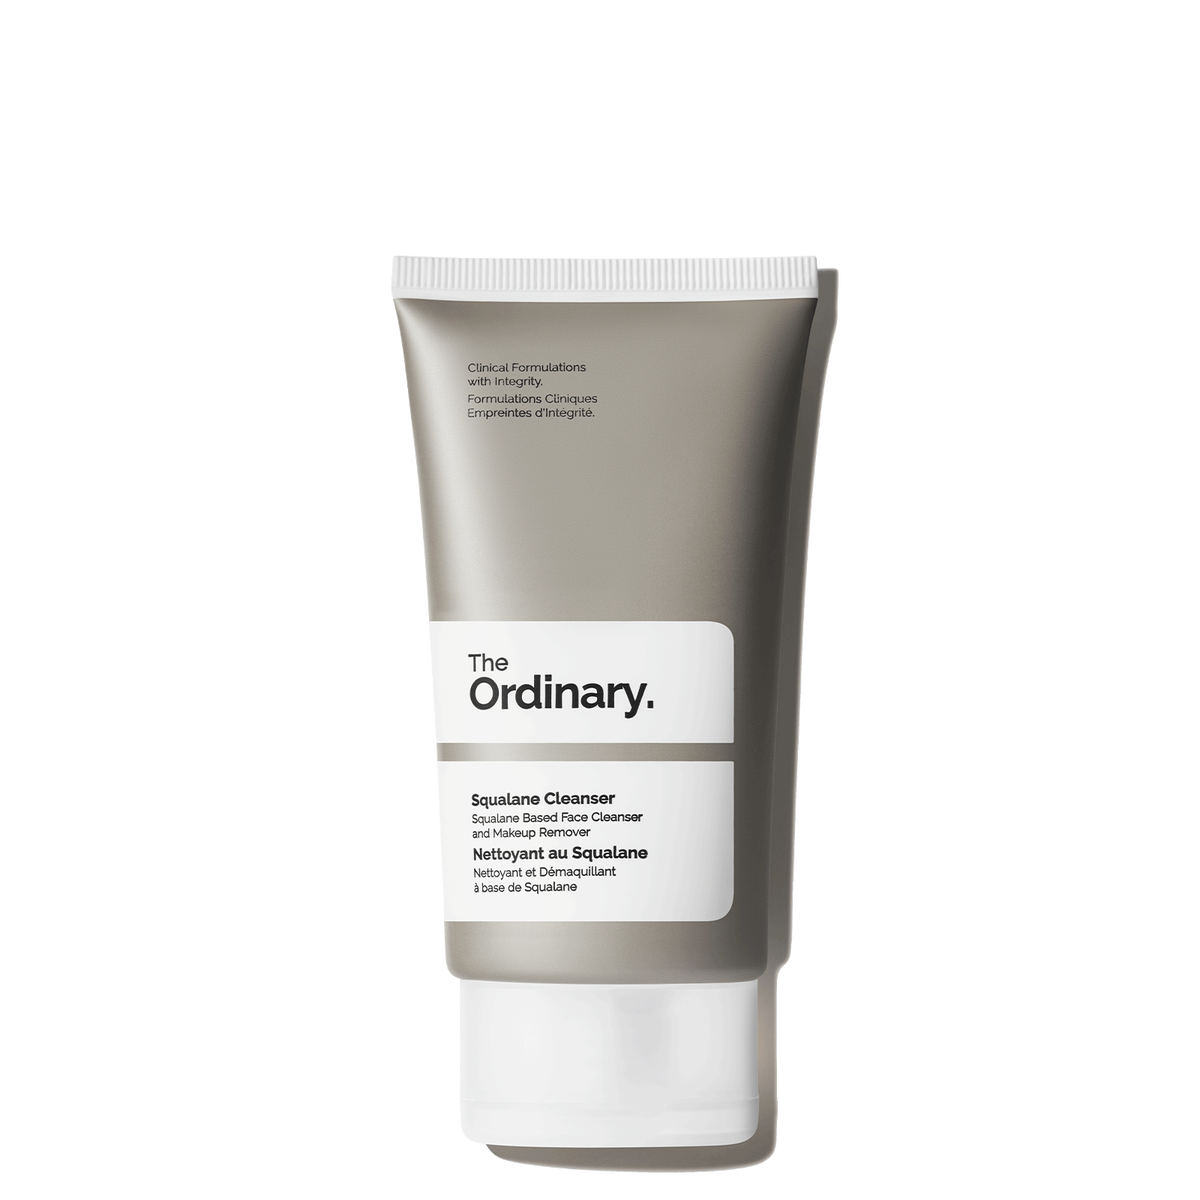 Clinical Formulations
with Integrity.
Formulations Cliniques
Empreintes d'Intégrité.
The
Ordinary.
Squalane Cleanser
Squalane Based Face Cleanser
and Makeup Remover
Nettoyant au Squalane
Nettoyant et Démaquillant
à base de Squalane